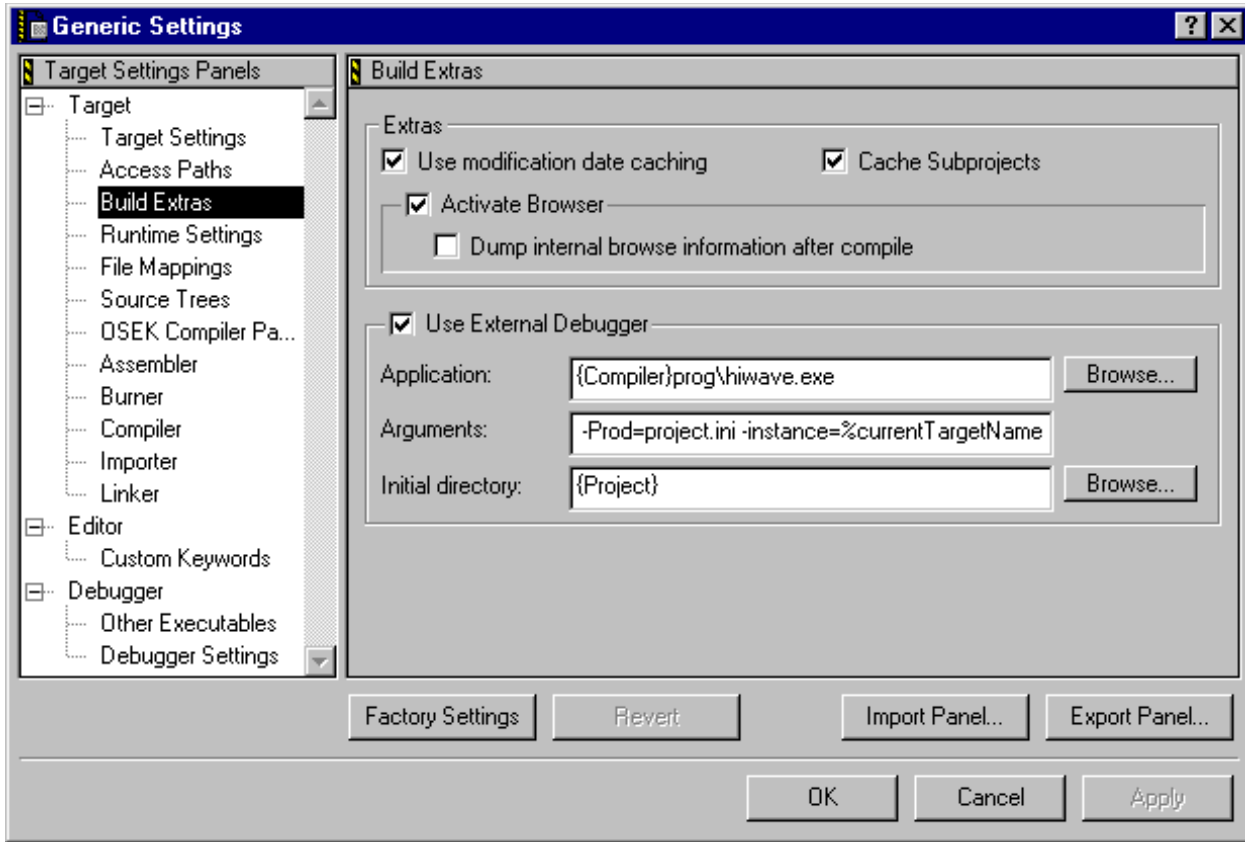 Generic Settings
Target Settings Panels
Target
Target Settings
Access Paths
Build Extras
Runtime Settings
File Mappings
Source Trees
OSEK Compiler Pa...
Assembler
Burner
Compiler
Importer
Linker
Editor
Custom Keywords
Debugger
Other Executables
Debugger Settings
Build Extras
Extras
Use modification date caching Cache Subprojects
Activate Browser
Dump internal browse information after compile
Use External Debugger
Application: {Compiler}prog\hiwave.exe Browse...
Arguments: -Prod=project.ini -instance=%currentTargetName
Initial directory: {Project} Browse...
Factory Settings Revert Import Panel... Export Panel...
OK Cancel Apply